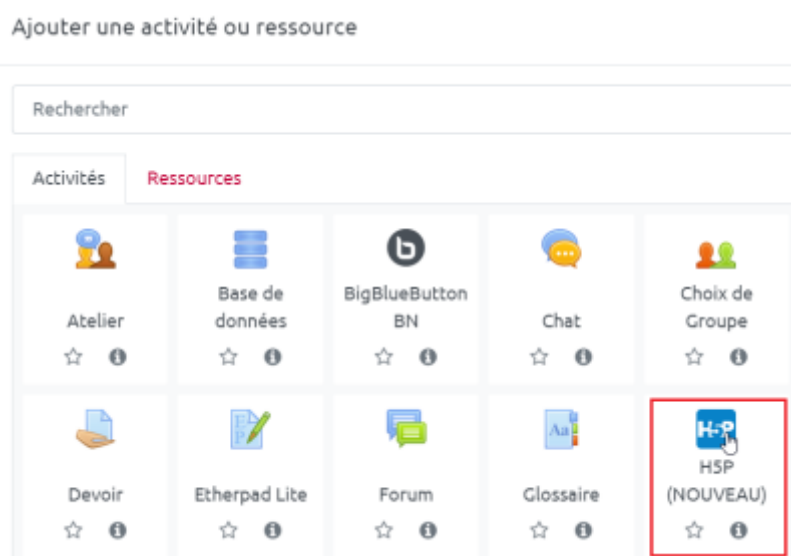 Ajouter une activité ou ressource
Rechercher
Activités Ressources
Atelier
Base de
données
BigBlueButton
BN
Chat
Choix de
Groupe
Devoir
Etherpad Lite
Forum
Aa
Glossaire
H5P
H5P
(NOUVEAU)